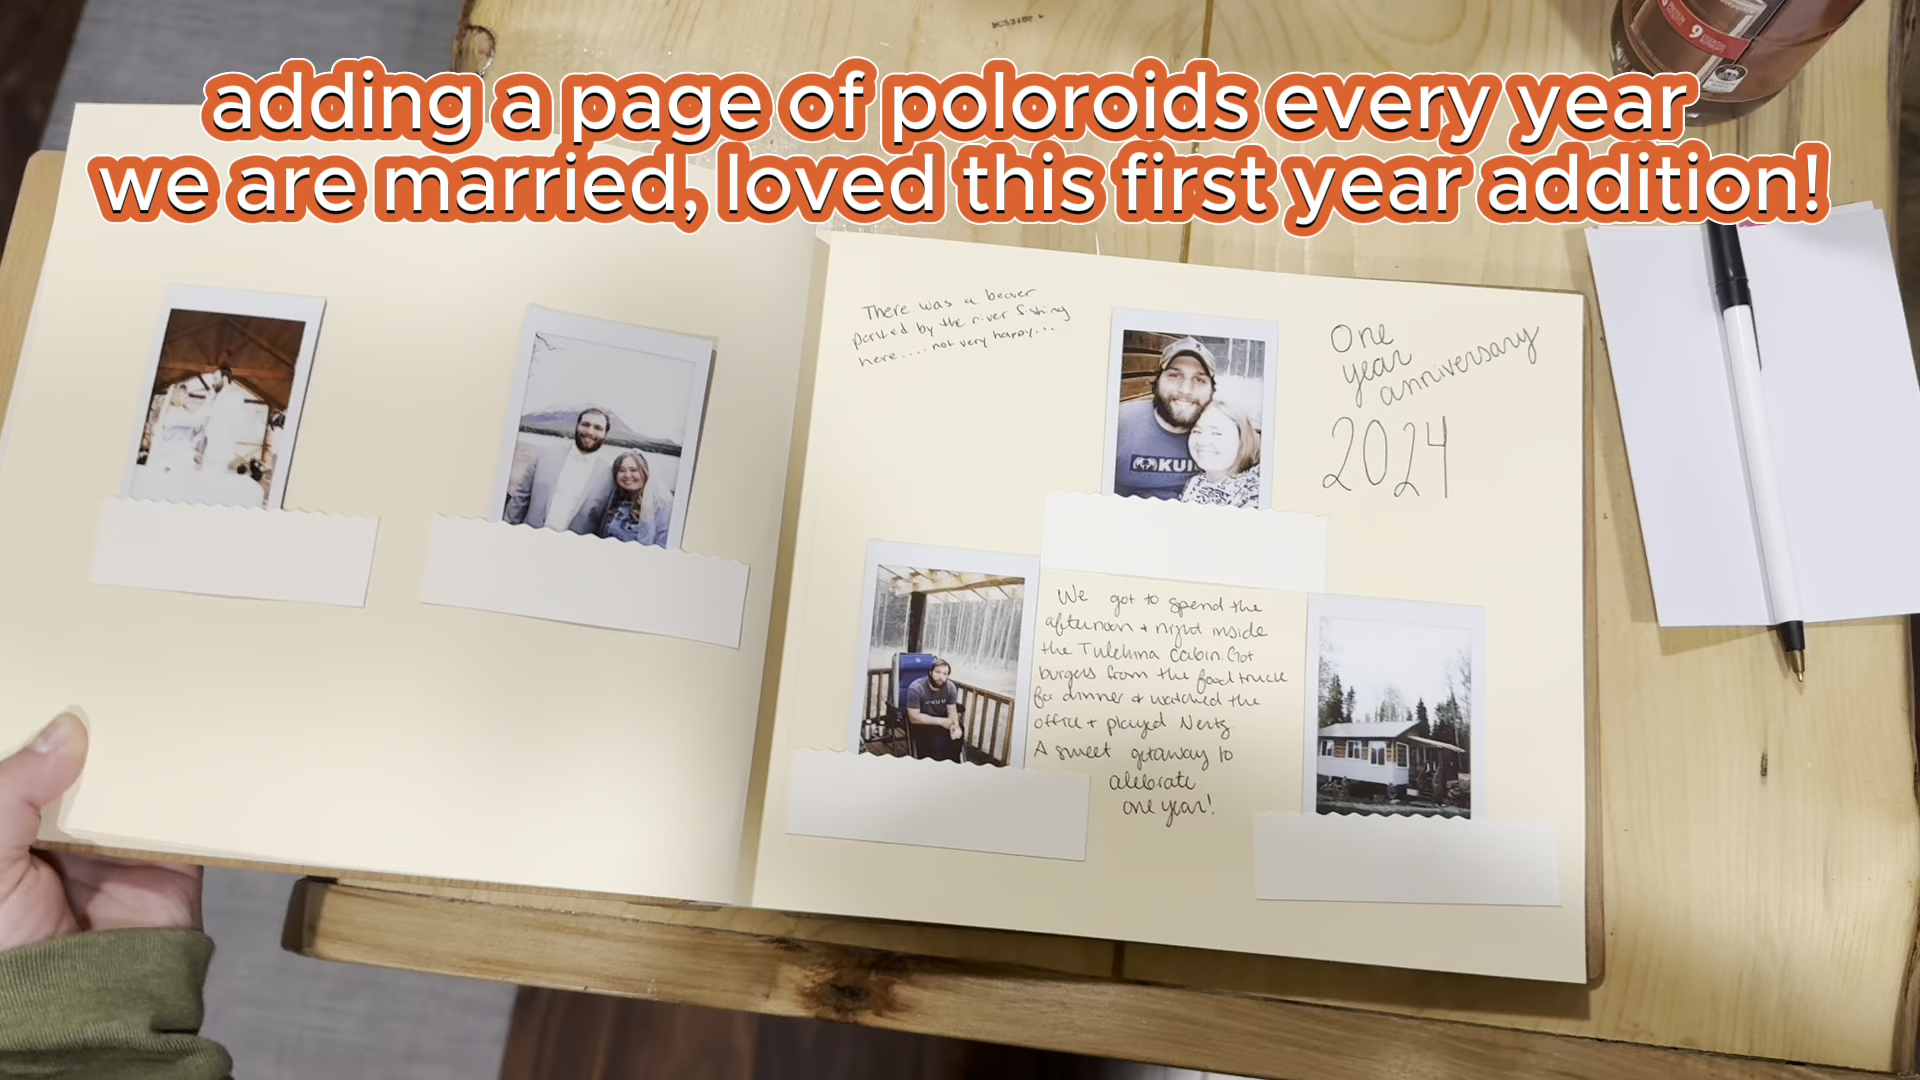 adding a page of poloroids every year
we are married, loved this first year addition!
There was a beaver
parked by the river fishing
here.... not very happy...
One
year
anniversary
2024
KUI
KUIU
We got to spend the
afternoon + night inside
the Tulchina Cabin. Got
burgers from the food truck
for dinner & watched the
office + played Nertz.
A sweet getaway to
celebrate
one year!
9